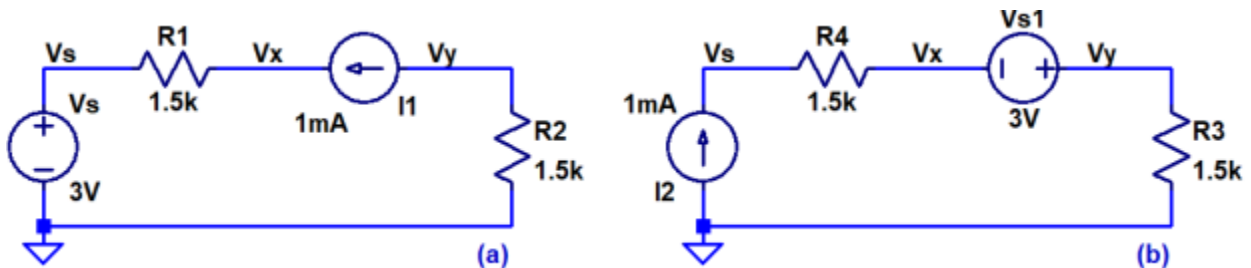 Vs R1 Vx Vy
1.5k
1mA I1
Vs
+
−
3V
R2
1.5k
(a)
Vs R4 Vx Vs1 Vy
1.5k
− +
3V
1mA
I2
R3
1.5k
(b)